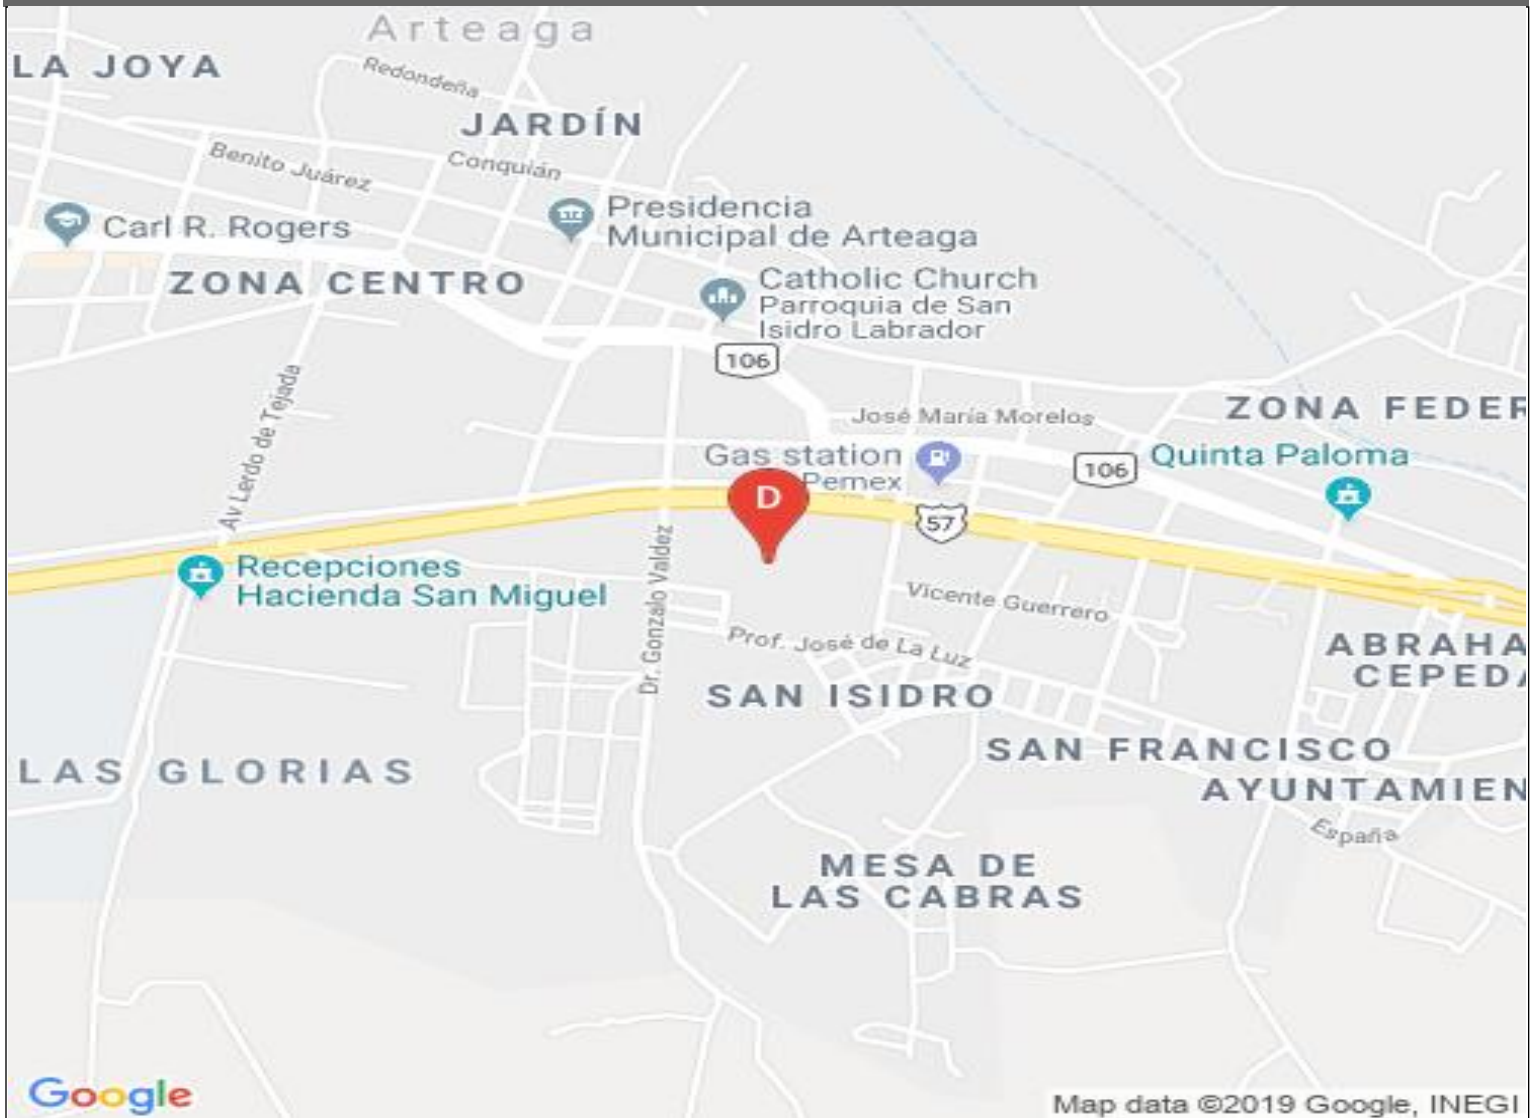 Arteaga
LA JOYA
Redondeña
JARDÍN
Benito Juárez
Conquián
Carl R. Rogers
Presidencia
Municipal de Arteaga
ZONA CENTRO
Catholic Church
Parroquia de San
Isidro Labrador
106
Av Lerdo de Tejada
José María Morelos
ZONA FEDER
Gas station
Pemex
106
Quinta Paloma
D
57
Recepciones
Hacienda San Miguel
Dr. Gonzalo Valdez
Vicente Guerrero
Prof. José de La Luz
ABRAHA
CEPEDA
SAN ISIDRO
SAN FRANCISCO
LAS GLORIAS
AYUNTAMIEN
España
MESA DE
LAS CABRAS
Google
Map data ©2019 Google, INEGI